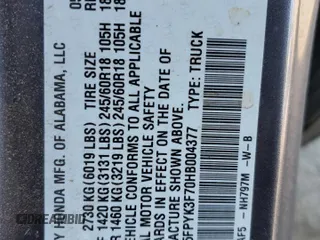 Y HONDA MFG. OF ALABAMA, LLC
2730 KG (6019 LBS) TIRE SIZE
1420 KG (3131 LBS) 245/60R18 105H
1460 KG (3219 LBS) 245/60R18 105H
VEHICLE CONFORMS TO ALL APPLICABLE
MOTOR VEHICLE SAFETY
ARDS IN EFFECT ON THE DATE OF
FACTURE SHOWN ABOVE.
5FPYK3F70HB004377 TYPE: TRUCK
NH797M -W-B